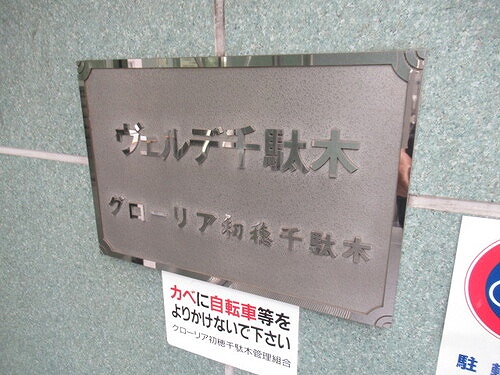 ヴェルデ千駄木
グローリア初穂千駄木
カベに自転車等を
よりかけないで下さい
グローリア初穂千駄木管理組合
駐